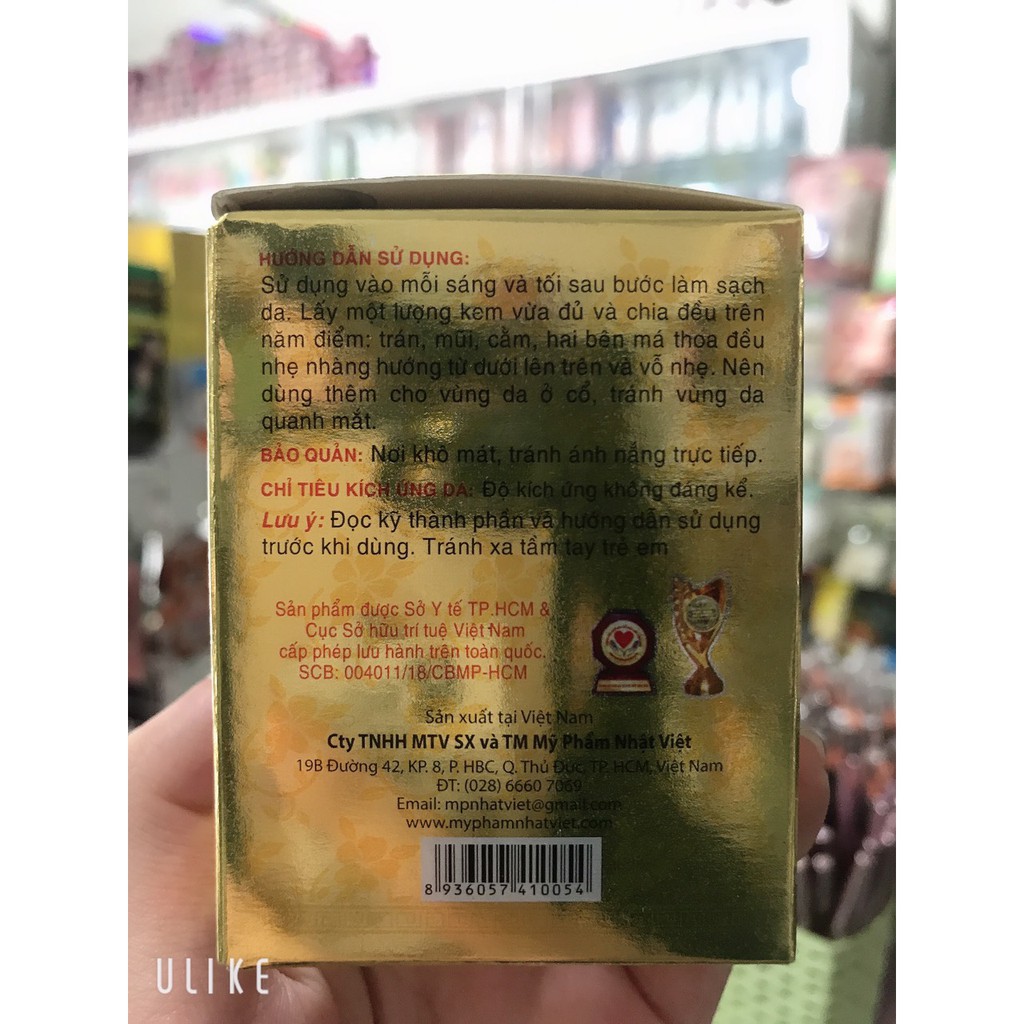 HƯỚNG DẪN SỬ DỤNG:
Sử dụng vào mỗi sáng và tối sau bước làm sạch
da. Lấy một lượng kem vừa đủ và chia đều trên
năm điểm: trán, mũi, cằm, hai bên má thoa đều
nhẹ nhàng hướng từ dưới lên trên và vỗ nhẹ. Nên
dùng thêm cho vùng da ở cổ, tránh vùng da
quanh mắt.
BẢO QUẢN: Nơi khô mát, tránh ánh nắng trực tiếp.
CHỈ TIÊU KÍCH ỨNG DA: Độ kích ứng không đáng kể.
Lưu ý: Đọc kỹ thành phần và hướng dẫn sử dụng
trước khi dùng. Tránh xa tầm tay trẻ em
Sản phẩm được Sở Y tế TP.HCM &
Cục Sở hữu trí tuệ Việt Nam
cấp phép lưu hành trên toàn quốc.
SCB: 004011/18/CBMP-HCM
Sản xuất tại Việt Nam
Cty TNHH MTV SX và TM Mỹ Phẩm Nhật Việt
19B Đường 42, KP. 8, P. HBC, Q. Thủ Đức, TP. HCM, Việt Nam
ĐT: (028) 6660 7069
Email: mpnhatviet@gmail.com
www.myphamnhatviet.com
8 936057 410054
ULIKE